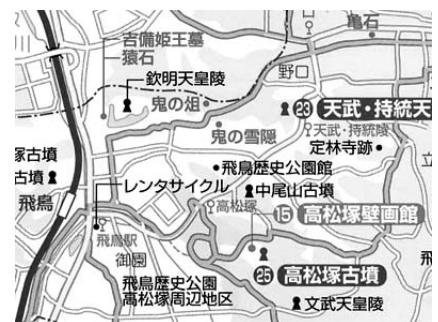 吉備姫王墓
猿石
亀石
欽明天皇陵
野口
鬼の俎
㉓ 天武・持統天
鬼の雪隠
天武・持統陵
定林寺跡
立
塚古墳
古墳
飛鳥歴史公園館
レンタサイクル
中尾山古墳
飛鳥
高松塚
⑮ 高松塚壁画館
飛鳥駅
御園
飛
飛鳥歴史公園
高松塚周辺地区
㉕ 高松塚古墳
文武天皇陵